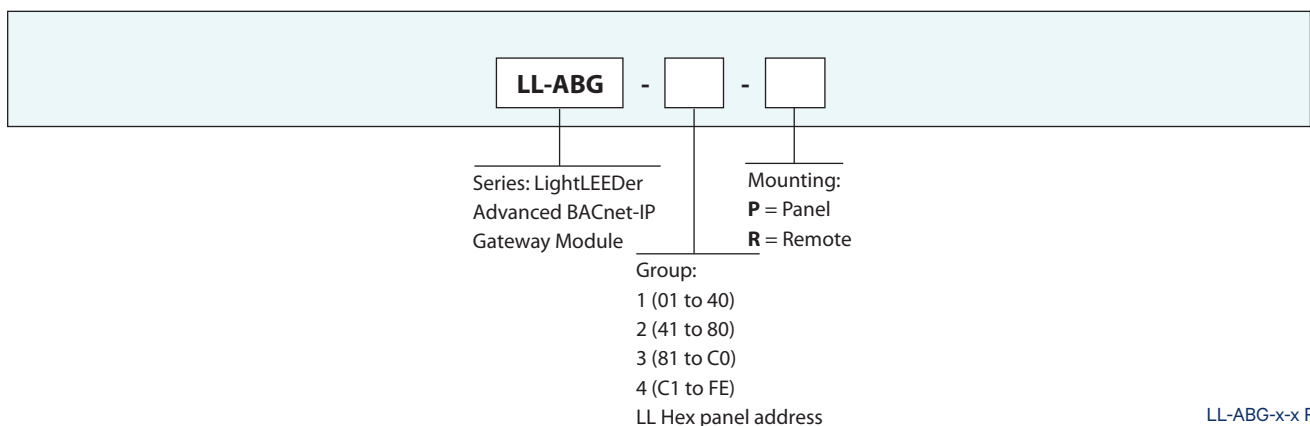 LL-ABG - -
Series: LightLEEDer
Advanced BACnet-IP
Gateway Module
Mounting:
P = Panel
R = Remote
Group:
1 (01 to 40)
2 (41 to 80)
3 (81 to C0)
4 (C1 to FE)
LL Hex panel address
LL-ABG-x-x